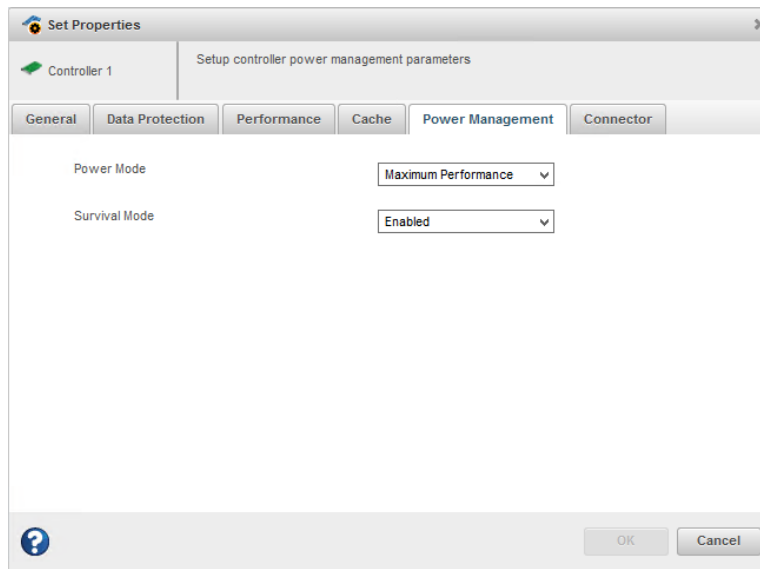 Set Properties
Controller 1
Setup controller power management parameters
General Data Protection Performance Cache Power Management Connector
Power Mode Maximum Performance
Survival Mode Enabled
?
OK Cancel